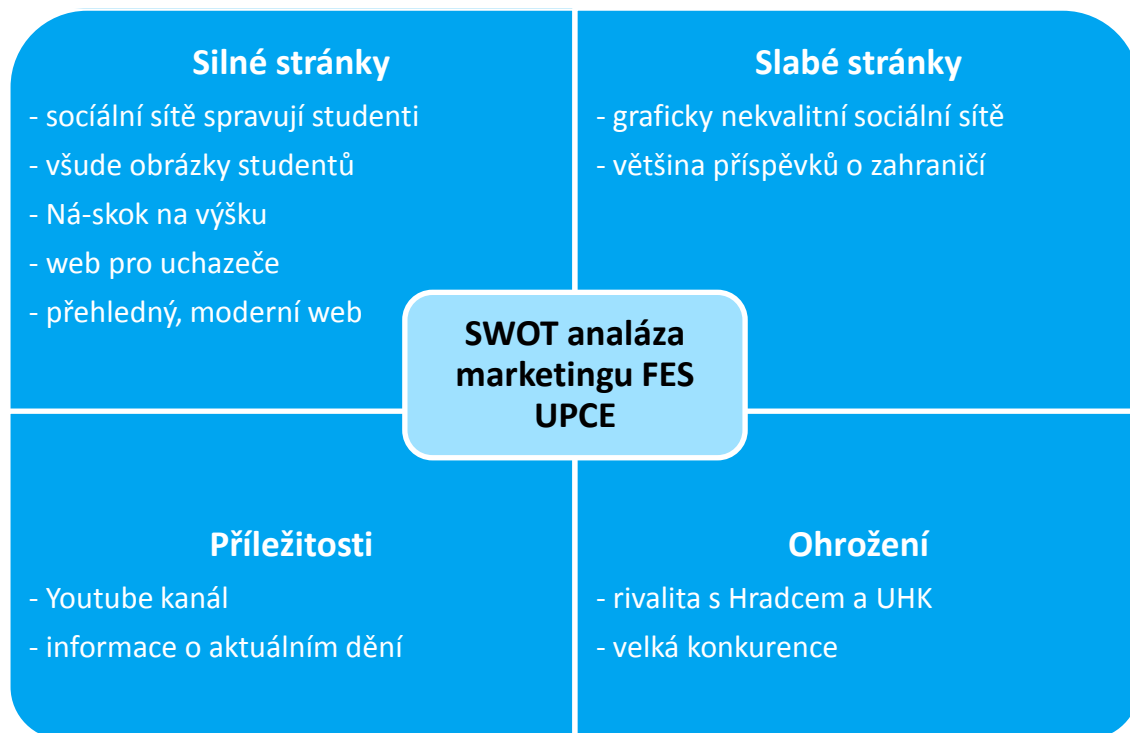 Silné stránky
- socíální sítě spravují studenti
- všude obrázky studentů
- Ná-skok na výšku
- web pro uchazeče
- přehledný, moderní web
Slabé stránky
- graficky nekvalitní sociální sítě
- většina příspěvků o zahraničí
SWOT analáza
marketingu FES
UPCE
Příležitosti
- Youtube kanál
- informace o aktuálním dění
Ohrožení
- rivalita s Hradcem a UHK
- velká konkurence